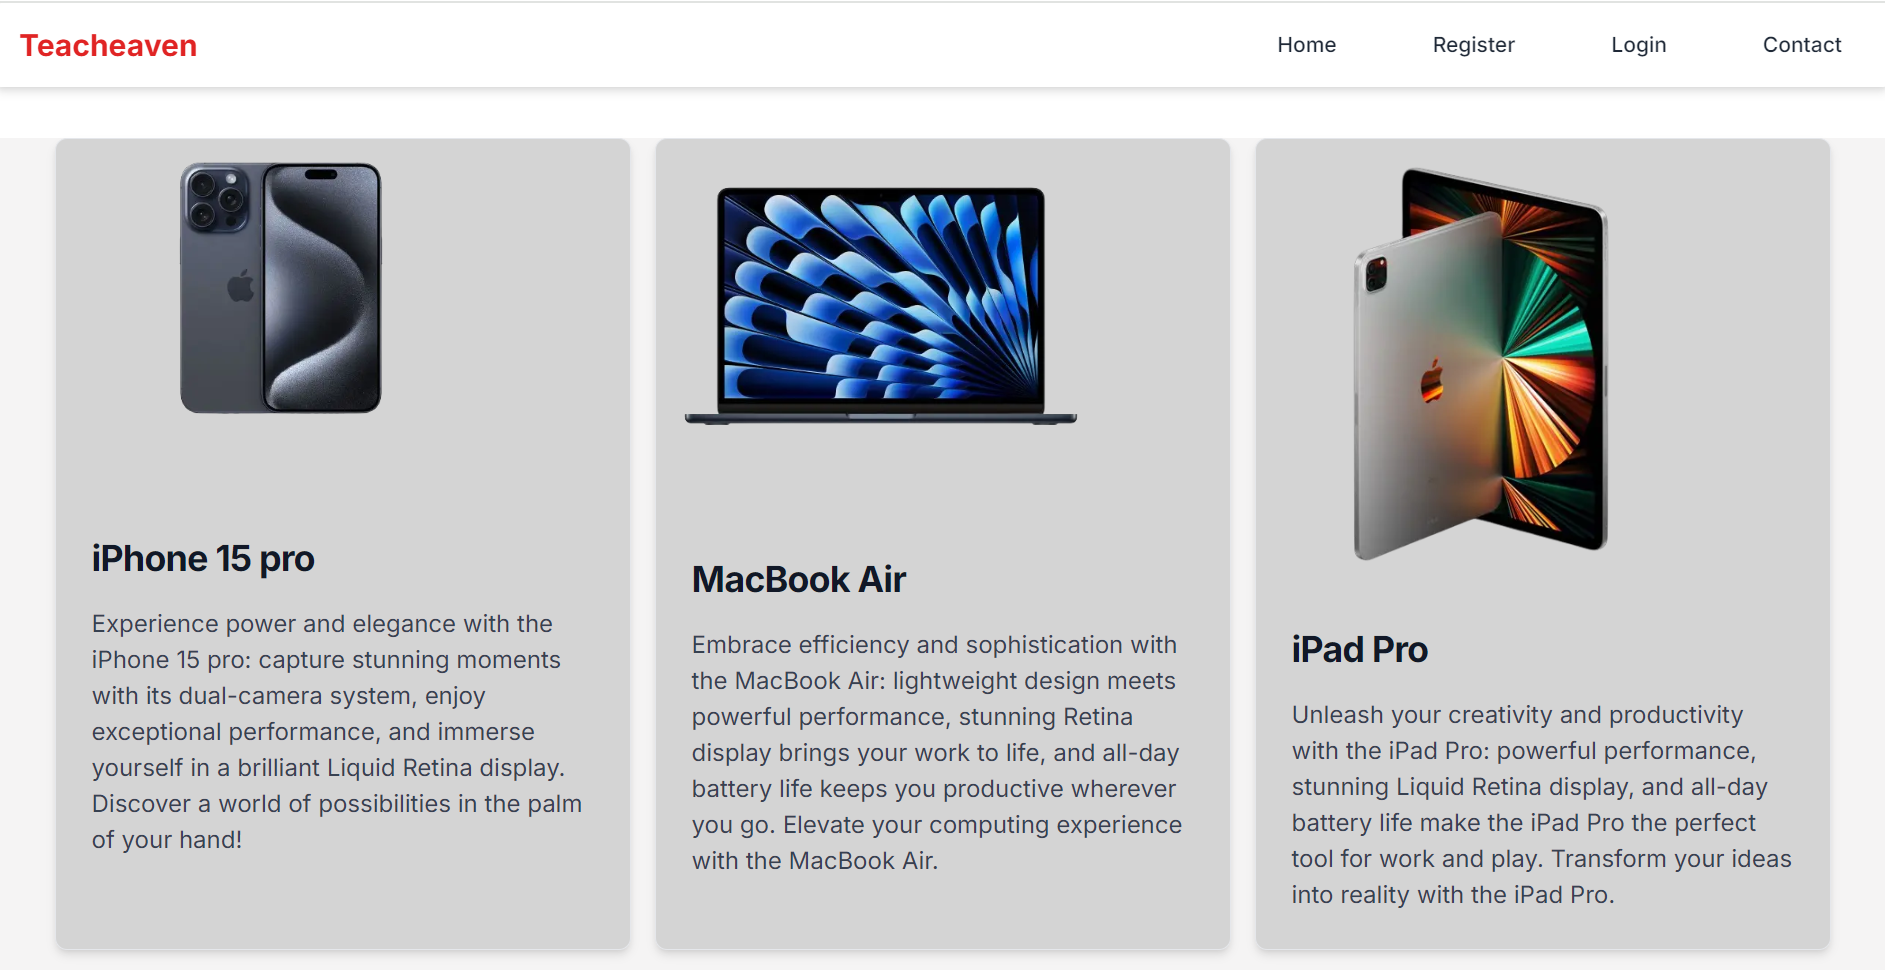 Teacheaven
Home
Register
Login
Contact
iPhone 15 pro
Experience power and elegance with the
iPhone 15 pro: capture stunning moments
with its dual-camera system, enjoy
exceptional performance, and immerse
yourself in a brilliant Liquid Retina display.
Discover a world of possibilities in the palm
of your hand!
MacBook Air
Embrace efficiency and sophistication with
the MacBook Air: lightweight design meets
powerful performance, stunning Retina
display brings your work to life, and all-day
battery life keeps you productive wherever
you go. Elevate your computing experience
with the MacBook Air.
iPad Pro
Unleash your creativity and productivity
with the iPad Pro: powerful performance,
stunning Liquid Retina display, and all-day
battery life make the iPad Pro the perfect
tool for work and play. Transform your ideas
into reality with the iPad Pro.